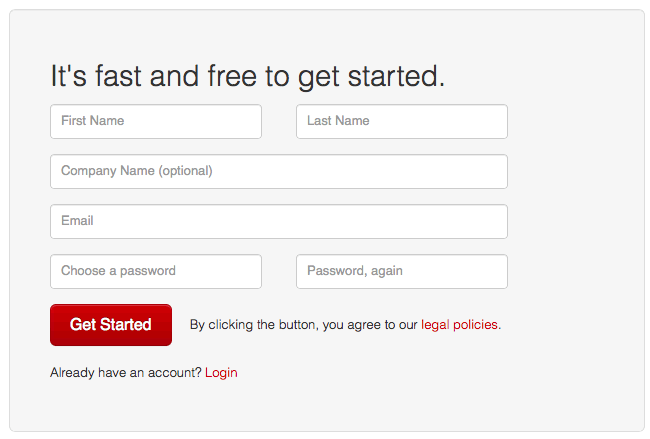 It's fast and free to get started.
First Name Last Name
Company Name (optional)
Email
Choose a password Password, again
Get Started By clicking the button, you agree to our legal policies.
Already have an account? Login